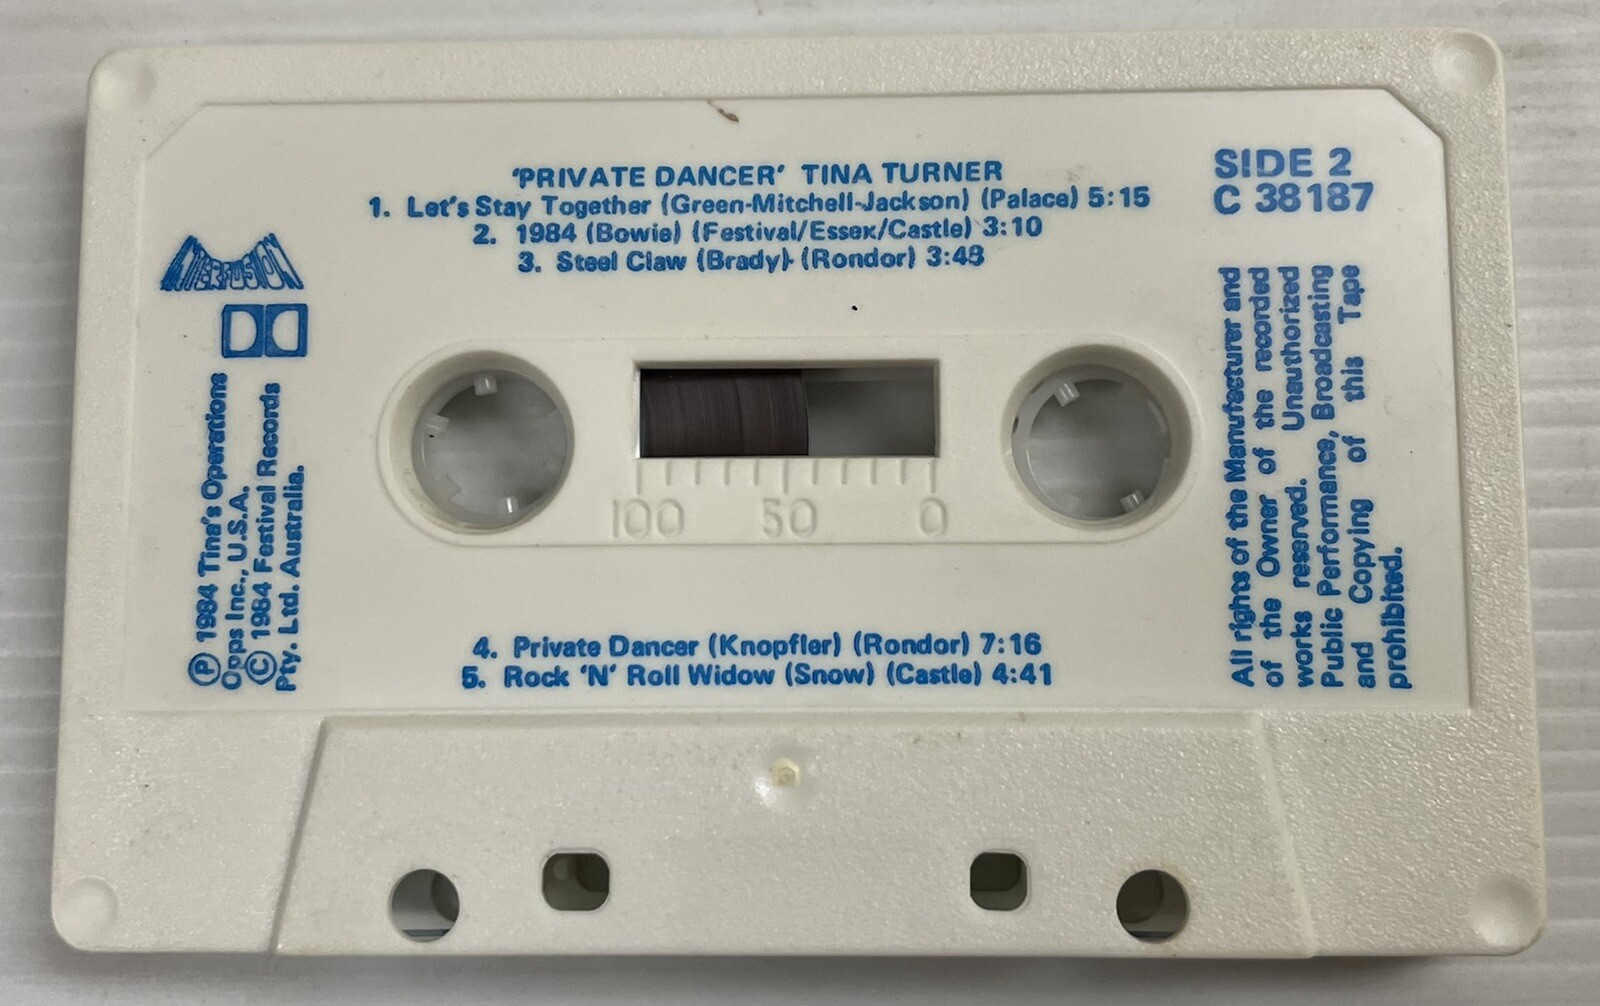 'PRIVATE DANCER' TINA TURNER
1. Let's Stay Together (Green-Mitchell-Jackson) (Palace) 5:15
2. 1984 (Bowie) (Festival/Essex/Castle) 3:10
3. Steel Claw (Brady) (Rondor) 3:48
SIDE 2
C 38187
INTERFUSION
100 50 0
4. Private Dancer (Knopfler) (Rondor) 7:16
5. Rock 'N' Roll Widow (Snow) (Castle) 4:41
Ⓟ 1984 Tina's Operations
Opps Inc., U.S.A.
© 1984 Festival Records
Pty. Ltd. Australia.
All rights of the Manufacturer and
of the Owner of the recorded
works reserved. Unauthorized
Public Performance, Broadcasting
and Copying of this Tape
prohibited.